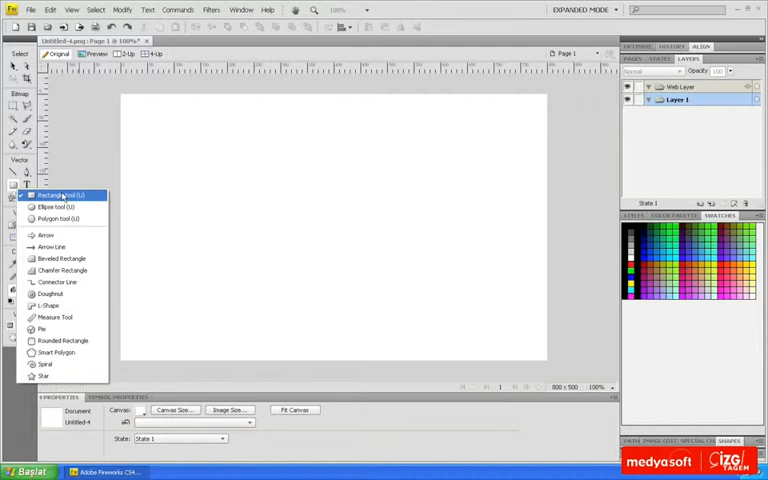 Fw File Edit View Select Modify Text Commands Filters Window Help 100% EXPANDED MODE
Untitled-4.png : Page 1 @ 100%*
Original Preview 2-Up 4-Up Page 1
Select
Bitmap
Vector
Rectangle tool (U)
Ellipse tool (U)
Polygon tool (U)
Arrow
Arrow Line
Beveled Rectangle
Chamfer Rectangle
Connector Line
Doughnut
L-Shape
Measure Tool
Pie
Rounded Rectangle
Smart Polygon
Spiral
Star
OPTIMIZE HISTORY ALIGN
PAGES STATES LAYERS
Normal Opacity 100
Web Layer
Layer 1
State 1
STYLES COLOR PALETTE SWATCHES
1 800 x 500 100%
PROPERTIES SYMBOL PROPERTIES
Document Canvas: Canvas Size... Image Size... Fit Canvas
Untitled-4
State: State 1
PATH IMAGE EDIT SHAPES
medyasoft ÇİZGİ TAGEM
Başlat Adobe Fireworks CS4...